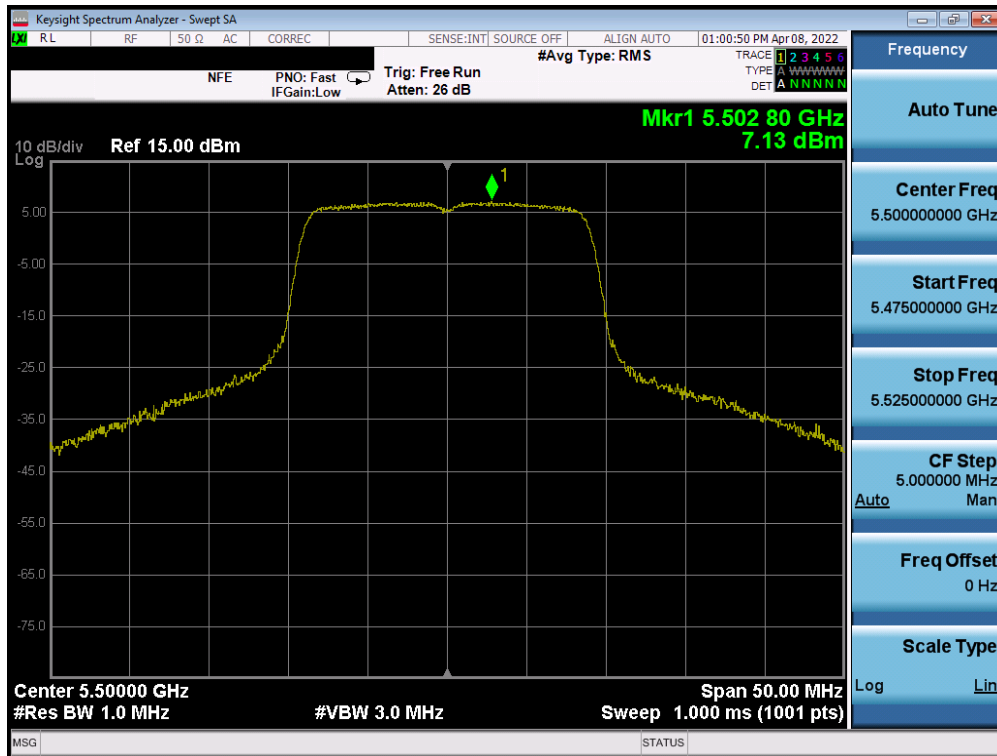 Keysight Spectrum Analyzer - Swept SA
LXI RL RF 50 Ω AC CORREC SENSE:INT SOURCE OFF ALIGN AUTO 01:00:50 PM Apr 08, 2022
Frequency
#Avg Type: RMS
TRACE 1 2 3 4 5 6
TYPE A WWWWW
DET A N N N N N
NFE
PNO: Fast
IFGain:Low
Trig: Free Run
Atten: 26 dB
Auto Tune
Mkr1 5.502 80 GHz
7.13 dBm
10 dB/div Ref 15.00 dBm
Log
1
5.00
-5.00
-15.0
-25.0
-35.0
-45.0
-55.0
-65.0
-75.0
Center Freq
5.500000000 GHz
Start Freq
5.475000000 GHz
Stop Freq
5.525000000 GHz
CF Step
5.000000 MHz
Auto Man
Freq Offset
0 Hz
Scale Type
Log Lin
Center 5.50000 GHz Span 50.00 MHz
#Res BW 1.0 MHz #VBW 3.0 MHz Sweep 1.000 ms (1001 pts)
MSG STATUS